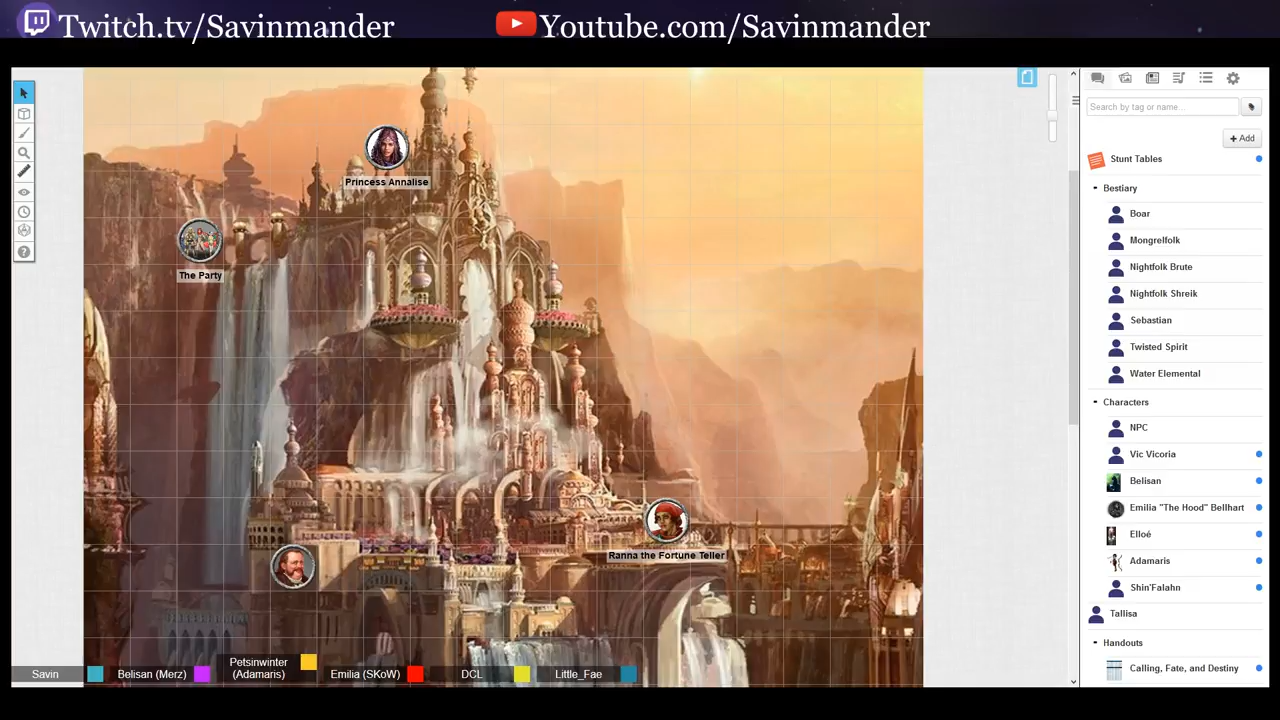 Twitch.tv/Savinmander
Youtube.com/Savinmander
Search by tag or name...
+ Add
Stunt Tables
Bestiary
Boar
Mongrelfolk
Nightfolk Brute
Nightfolk Shreik
Sebastian
Twisted Spirit
Water Elemental
Characters
NPC
Vic Vicoria
Belisan
Emilia "The Hood" Bellhart
Elloé
Adamaris
Shin'Falahn
Tallisa
Handouts
Calling, Fate, and Destiny
Princess Annalise
The Party
Ranna the Fortune Teller
Savin
Belisan (Merz)
Petsinwinter
(Adamaris)
Emilia (SKoW)
DCL
Little_Fae